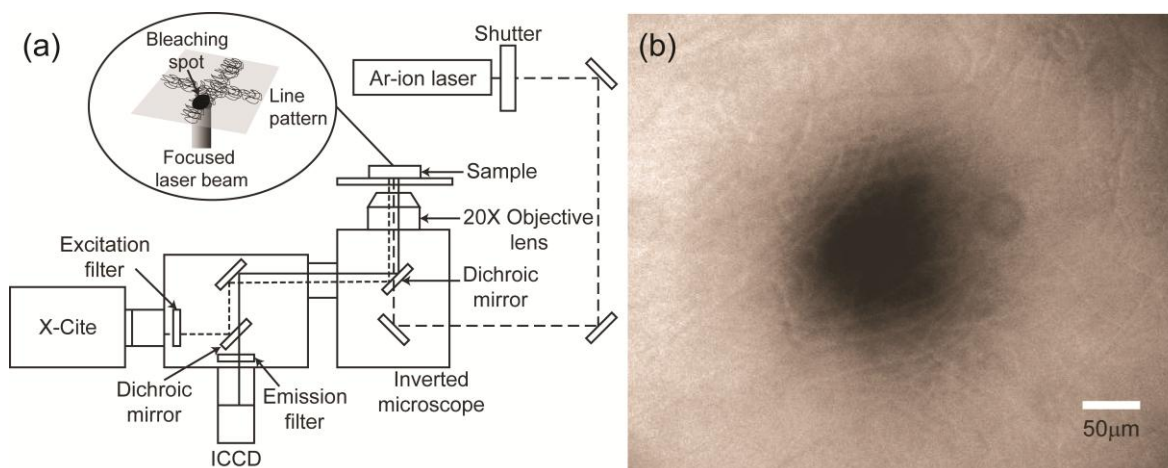 (a)
Bleaching
spot
Line
pattern
Focused
laser beam
Shutter
Ar-ion laser
Sample
20X Objective
lens
Dichroic
mirror
Excitation
filter
X-Cite
Dichroic
mirror
Emission
filter
Inverted
microscope
ICCD
(b)
50μm